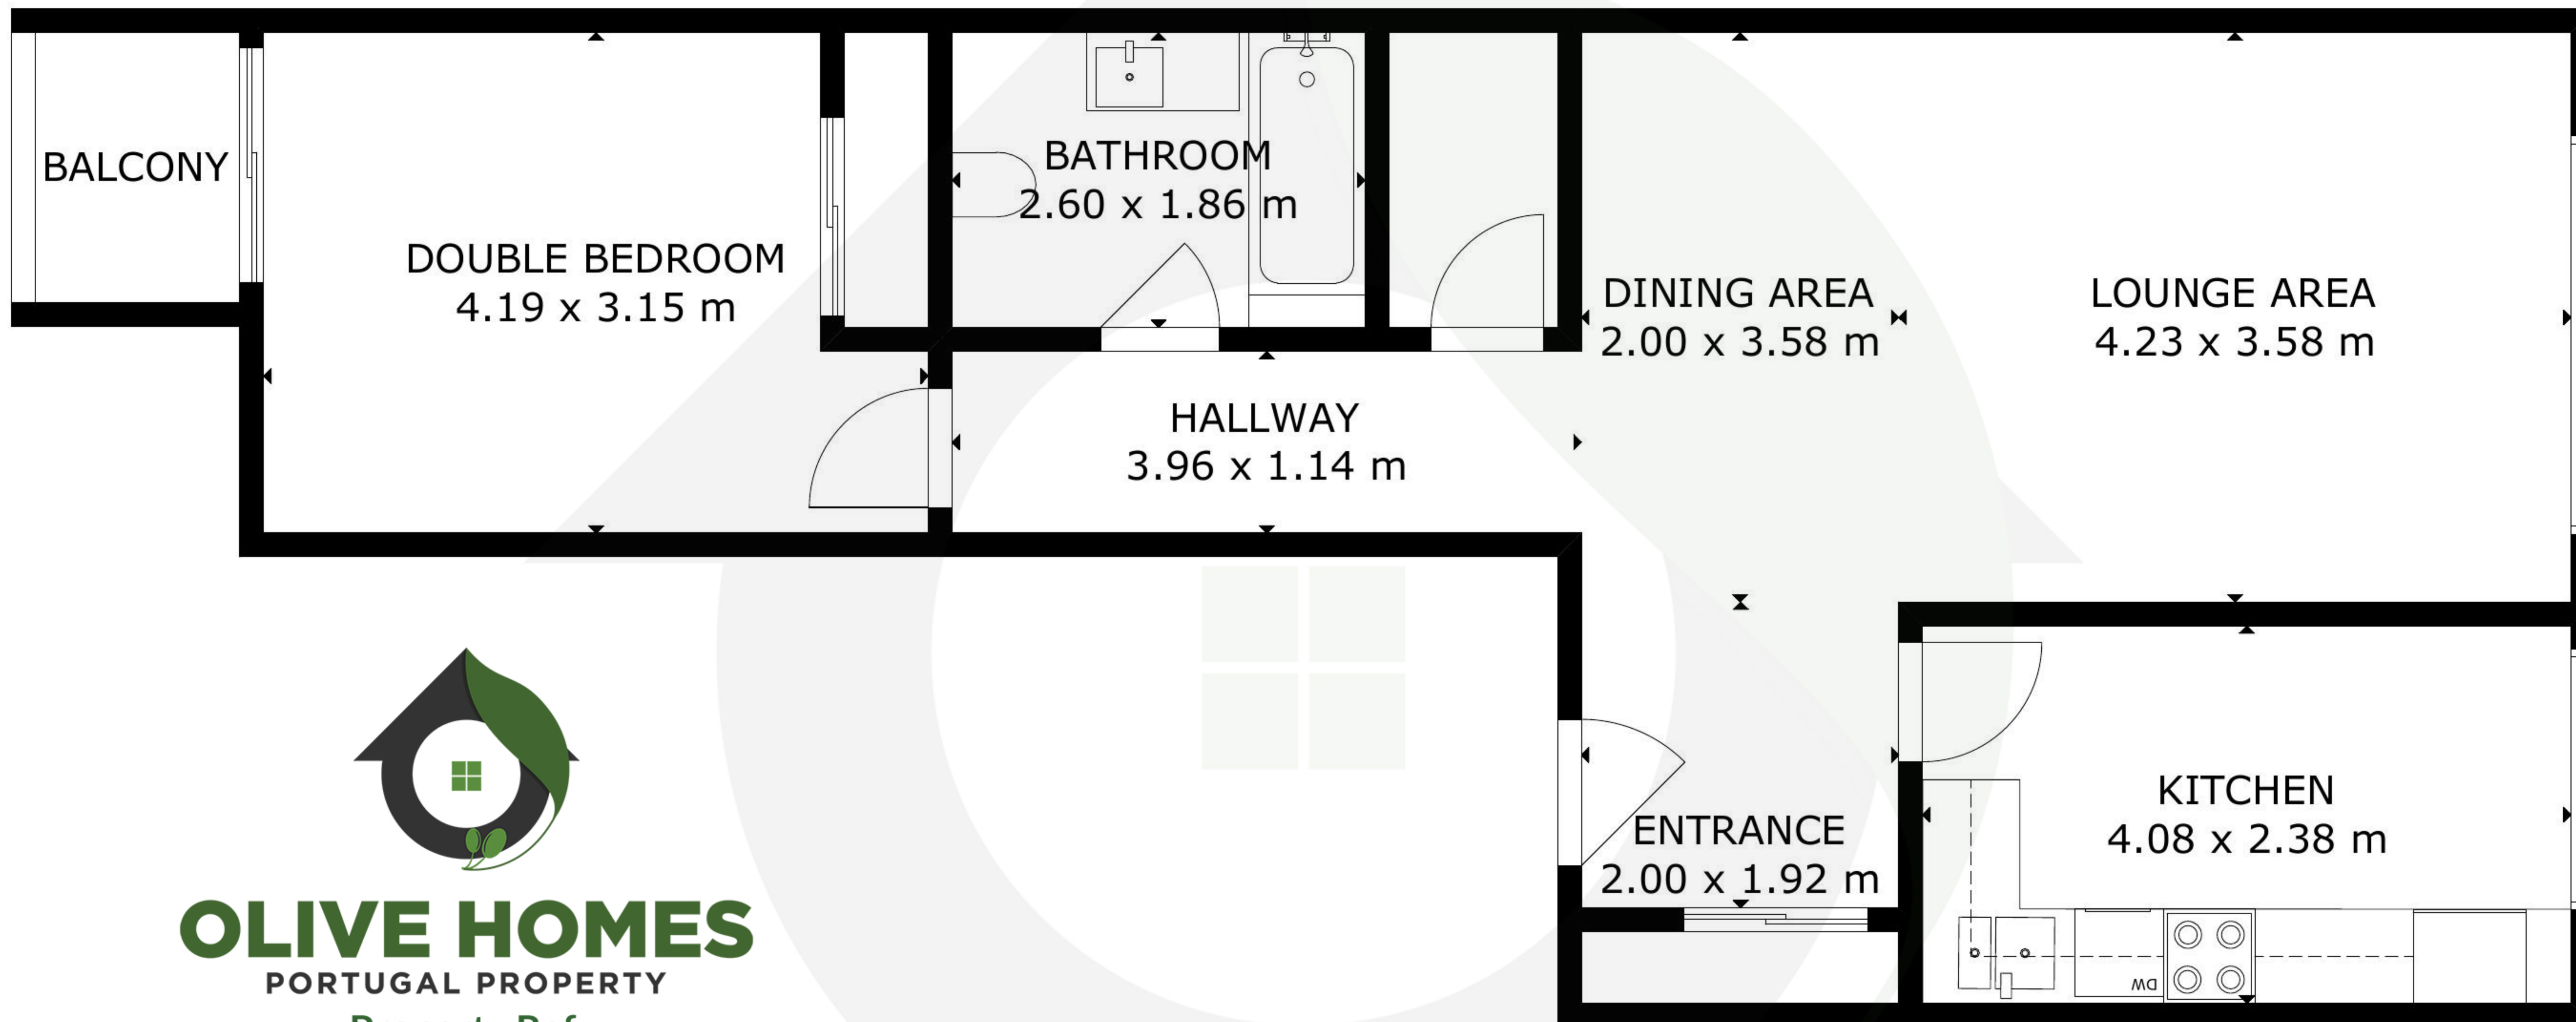 BALCONY
DOUBLE BEDROOM
4.19 x 3.15 m
BATHROOM
2.60 x 1.86 m
HALLWAY
3.96 x 1.14 m
DINING AREA
2.00 x 3.58 m
LOUNGE AREA
4.23 x 3.58 m
ENTRANCE
2.00 x 1.92 m
KITCHEN
4.08 x 2.38 m
DW
OLIVE HOMES
PORTUGAL PROPERTY